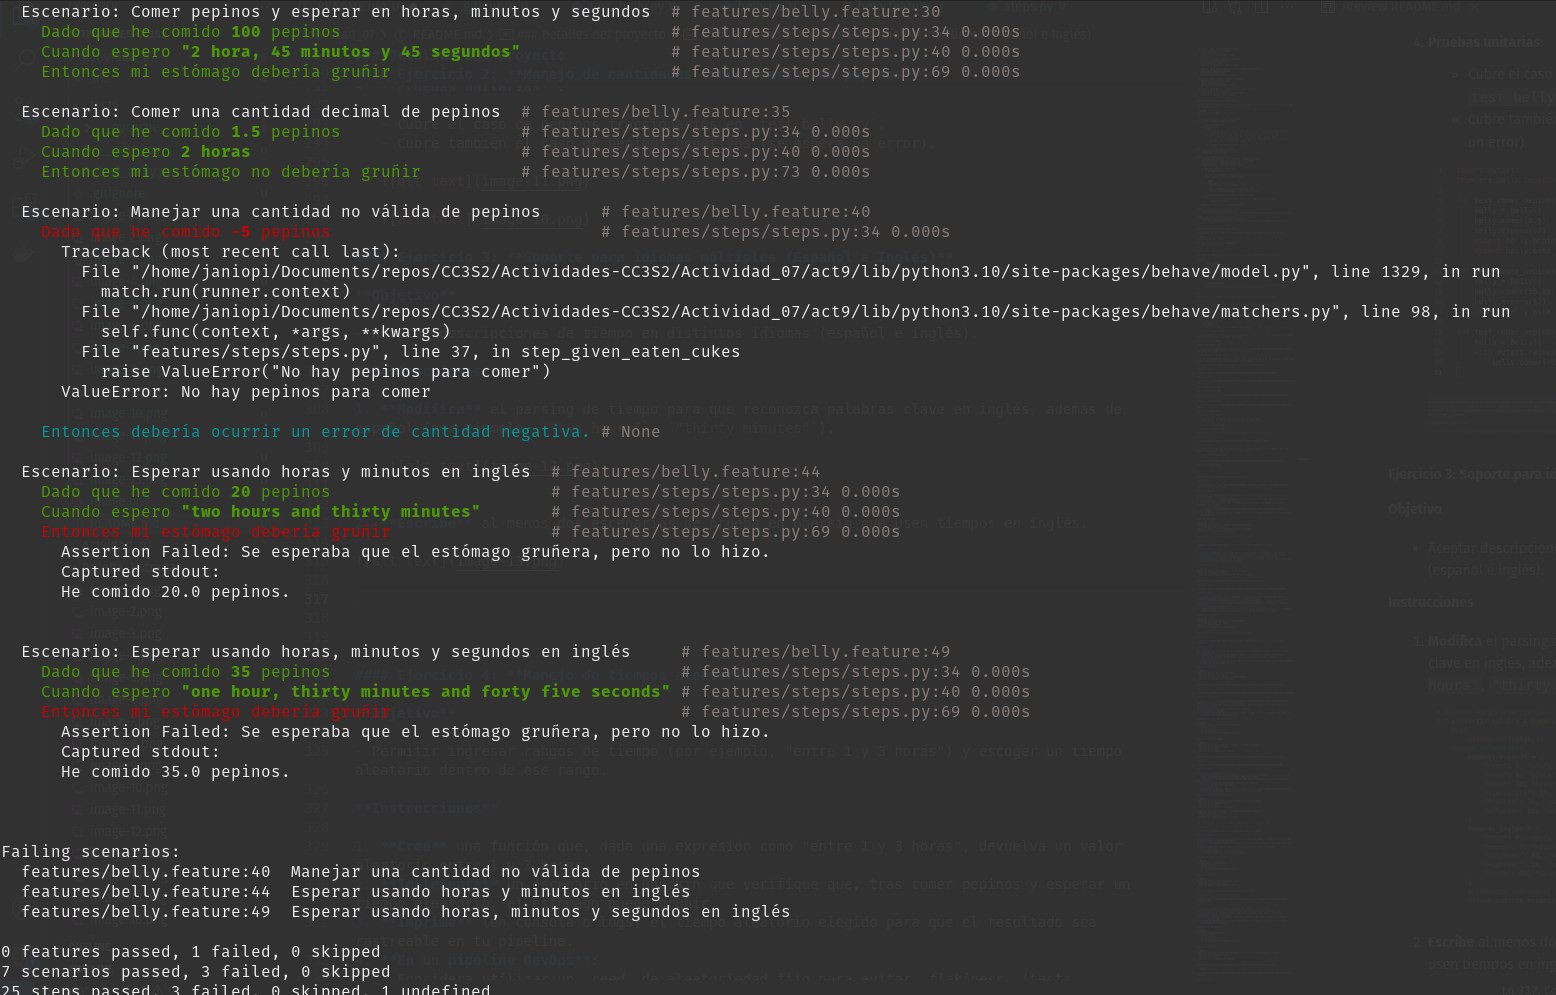 Escenario: Comer pepinos y esperar en horas, minutos y segundos # features/belly.feature:30
Dado que he comido 100 pepinos # features/steps/steps.py:34 0.000s
Cuando espero "2 hora, 45 minutos y 45 segundos" # features/steps/steps.py:40 0.000s
Entonces mi estómago debería gruñir # features/steps/steps.py:69 0.000s
Escenario: Comer una cantidad decimal de pepinos # features/belly.feature:35
Dado que he comido 1.5 pepinos # features/steps/steps.py:34 0.000s
Cuando espero 2 horas # features/steps/steps.py:40 0.000s
Entonces mi estómago no debería gruñir # features/steps/steps.py:73 0.000s
Escenario: Manejar una cantidad no válida de pepinos # features/belly.feature:40
Dado que he comido -5 pepinos # features/steps/steps.py:34 0.000s
Traceback (most recent call last):
File "/home/janiopi/Documents/repos/CC3S2/Actividades-CC3S2/Actividad_07/act9/lib/python3.10/site-packages/behave/model.py", line 1329, in run
match.run(runner.context)
File "/home/janiopi/Documents/repos/CC3S2/Actividades-CC3S2/Actividad_07/act9/lib/python3.10/site-packages/behave/matchers.py", line 98, in run
self.func(context, *args, **kwargs)
File "features/steps/steps.py", line 37, in step_given_eaten_cukes
raise ValueError("No hay pepinos para comer")
ValueError: No hay pepinos para comer
Entonces debería ocurrir un error de cantidad negativa. # None
Escenario: Esperar usando horas y minutos en inglés # features/belly.feature:44
Dado que he comido 20 pepinos # features/steps/steps.py:34 0.000s
Cuando espero "two hours and thirty minutes" # features/steps/steps.py:40 0.000s
Entonces mi estómago debería gruñir # features/steps/steps.py:69 0.000s
Assertion Failed: Se esperaba que el estómago gruñera, pero no lo hizo.
Captured stdout:
He comido 20.0 pepinos.
Escenario: Esperar usando horas, minutos y segundos en inglés # features/belly.feature:49
Dado que he comido 35 pepinos # features/steps/steps.py:34 0.000s
Cuando espero "one hour, thirty minutes and forty five seconds" # features/steps/steps.py:40 0.000s
Entonces mi estómago debería gruñir # features/steps/steps.py:69 0.000s
Assertion Failed: Se esperaba que el estómago gruñera, pero no lo hizo.
Captured stdout:
He comido 35.0 pepinos.
Failing scenarios:
features/belly.feature:40 Manejar una cantidad no válida de pepinos
features/belly.feature:44 Esperar usando horas y minutos en inglés
features/belly.feature:49 Esperar usando horas, minutos y segundos en inglés
0 features passed, 1 failed, 0 skipped
7 scenarios passed, 3 failed, 0 skipped
25 steps passed, 3 failed, 0 skipped, 1 undefined